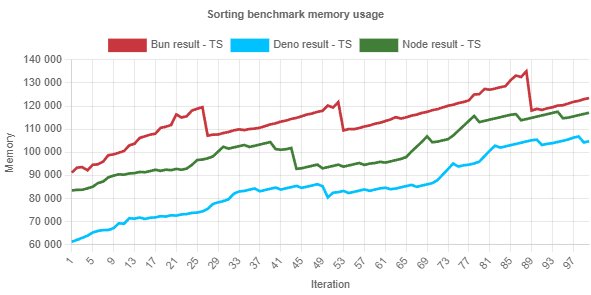 Sorting benchmark memory usage
Bun result - TS Deno result - TS Node result - TS
140 000
130 000
120 000
110 000
100 000
90 000
80 000
70 000
60 000
Memory
1 5 9 13 17 21 25 29 33 37 41 45 49 53 57 61 65 69 73 77 81 85 89 93 97
Iteration